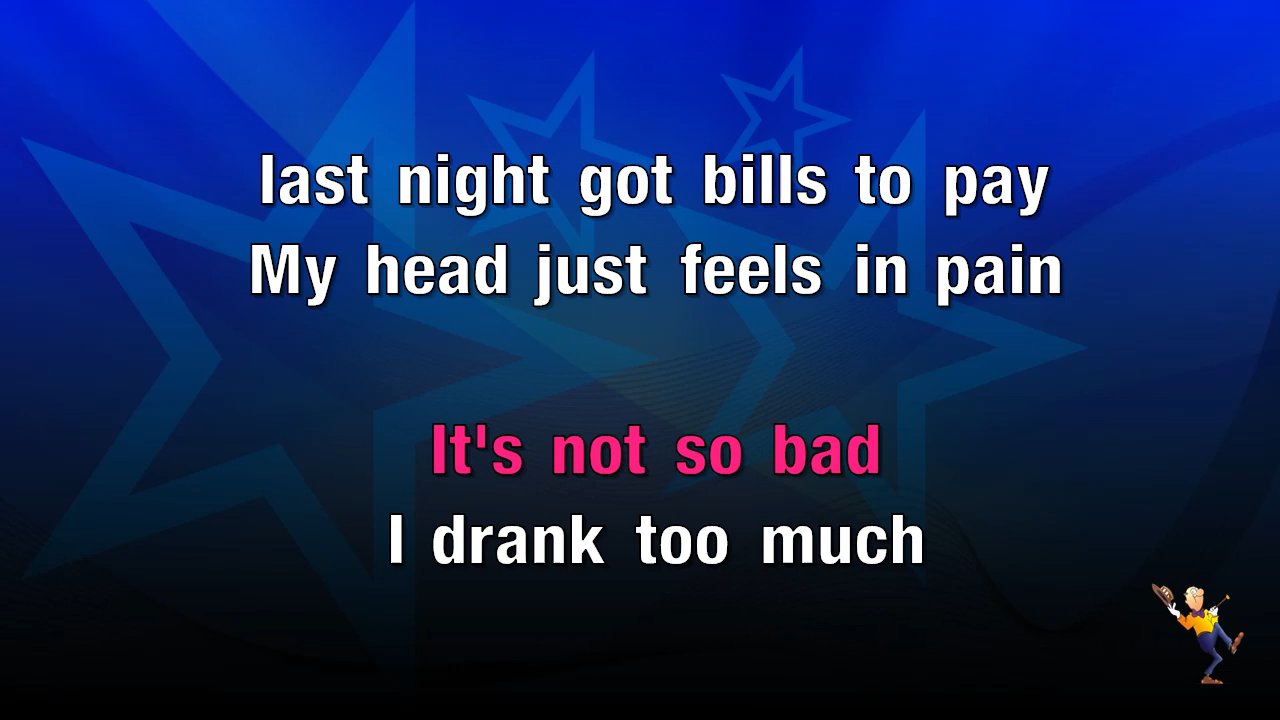 last night got bills to pay
My head just feels in pain
It's not so bad
I drank too much